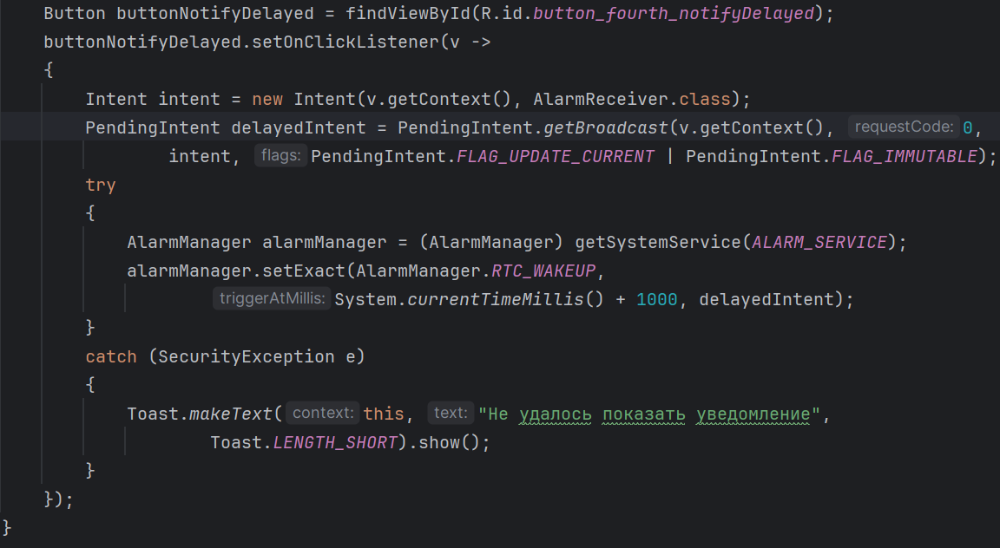 Button buttonNotifyDelayed = findViewById(R.id.button_fourth_notifyDelayed);
buttonNotifyDelayed.setOnClickListener(v ->
{
Intent intent = new Intent(v.getContext(), AlarmReceiver.class);
PendingIntent delayedIntent = PendingIntent.getBroadcast(v.getContext(), requestCode: 0,
intent, flags: PendingIntent.FLAG_UPDATE_CURRENT | PendingIntent.FLAG_IMMUTABLE);
try
{
AlarmManager alarmManager = (AlarmManager) getSystemService(ALARM_SERVICE);
alarmManager.setExact(AlarmManager.RTC_WAKEUP,
triggerAtMillis: System.currentTimeMillis() + 1000, delayedIntent);
}
catch (SecurityException e)
{
Toast.makeText( context: this, text: "Не удалось показать уведомление",
Toast.LENGTH_SHORT).show();
}
});
}